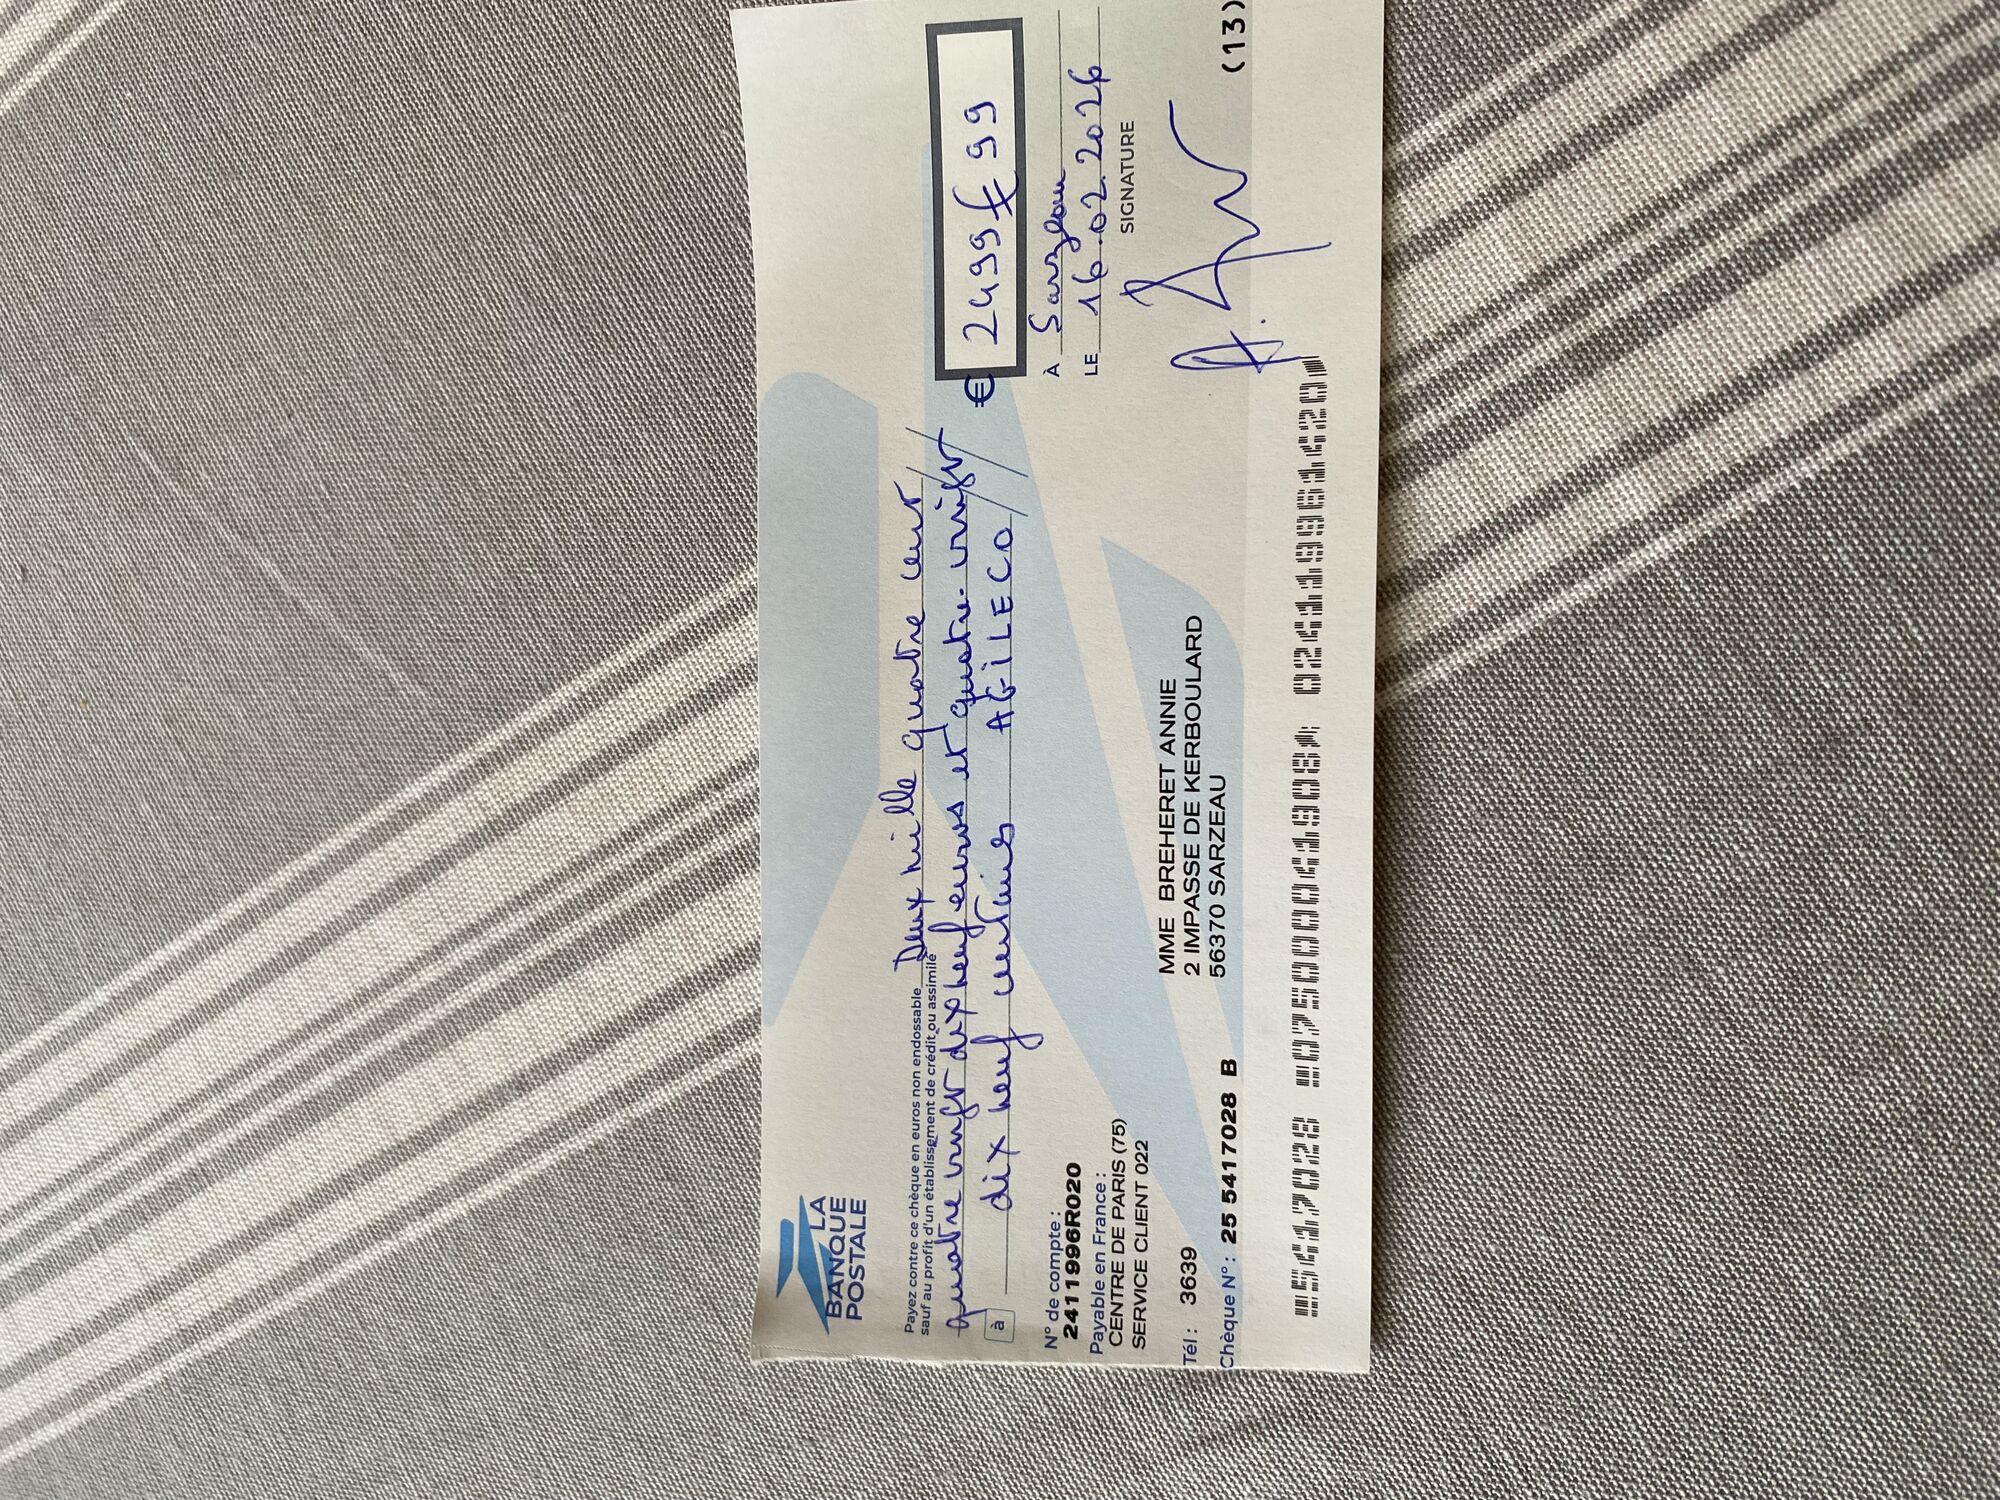 LA
BANQUE
POSTALE
Payez contre ce chèque en euros non endossable
sauf au profit d'un établissement de crédit ou assimilé
Deux mille quatre cent
quatre vingt dix neuf euros et quatre-vingt
dix neuf centimes
à AGILECO
€ 2499€99
À Sarzeau
LE 16.02.2026
SIGNATURE
N° de compte :
2411996R020
Payable en France :
CENTRE DE PARIS (75)
SERVICE CLIENT 022
Tél : 3639
Chèque N° : 25 5417028 B
MME BREHERET ANNIE
2 IMPASSE DE KERBOULARD
56370 SARZEAU
(13)